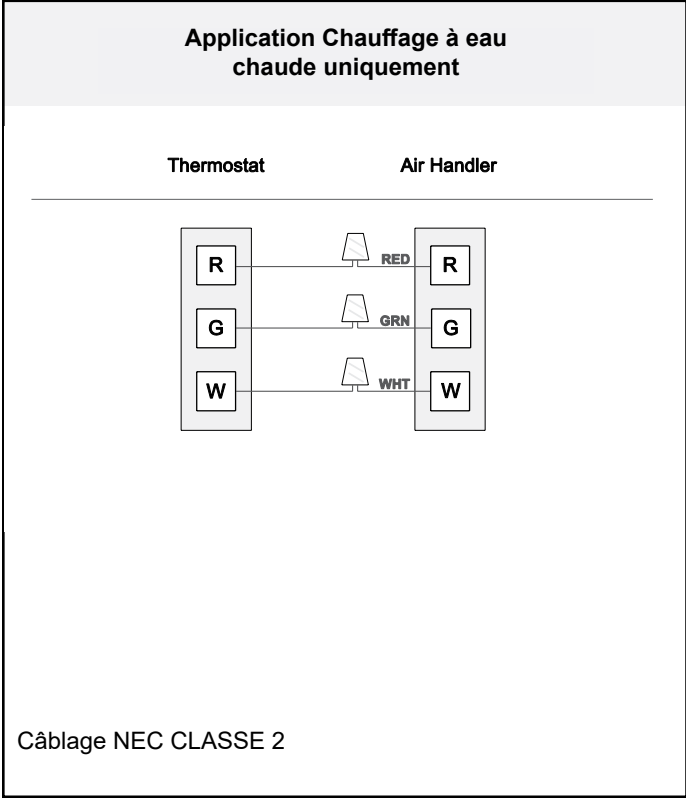 Application Chauffage à eau
chaude uniquement
Thermostat Air Handler
R RED R
G GRN G
W WHT W
Câblage NEC CLASSE 2